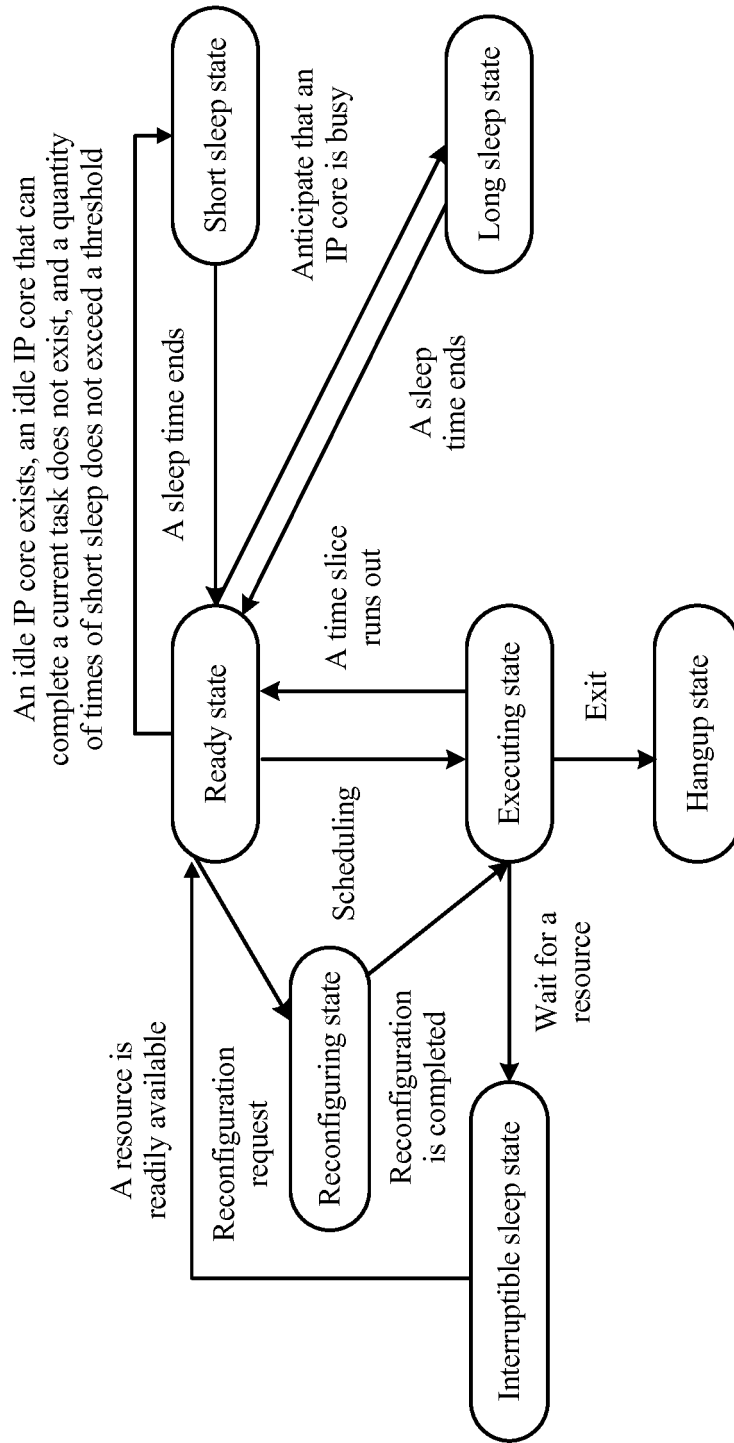 An idle IP core exists, an idle IP core that can
complete a current task does not exist, and a quantity
of times of short sleep does not exceed a threshold
A resource is
readily available
Ready state
A sleep time ends
Short sleep state
Reconfiguration
request
Anticipate that an
IP core is busy
Reconfiguring state
Scheduling
A time slice
runs out
Reconfiguration
is completed
A sleep
time ends
Long sleep state
Interruptible sleep state
Executing state
Wait for a
resource
Exit
Hangup state